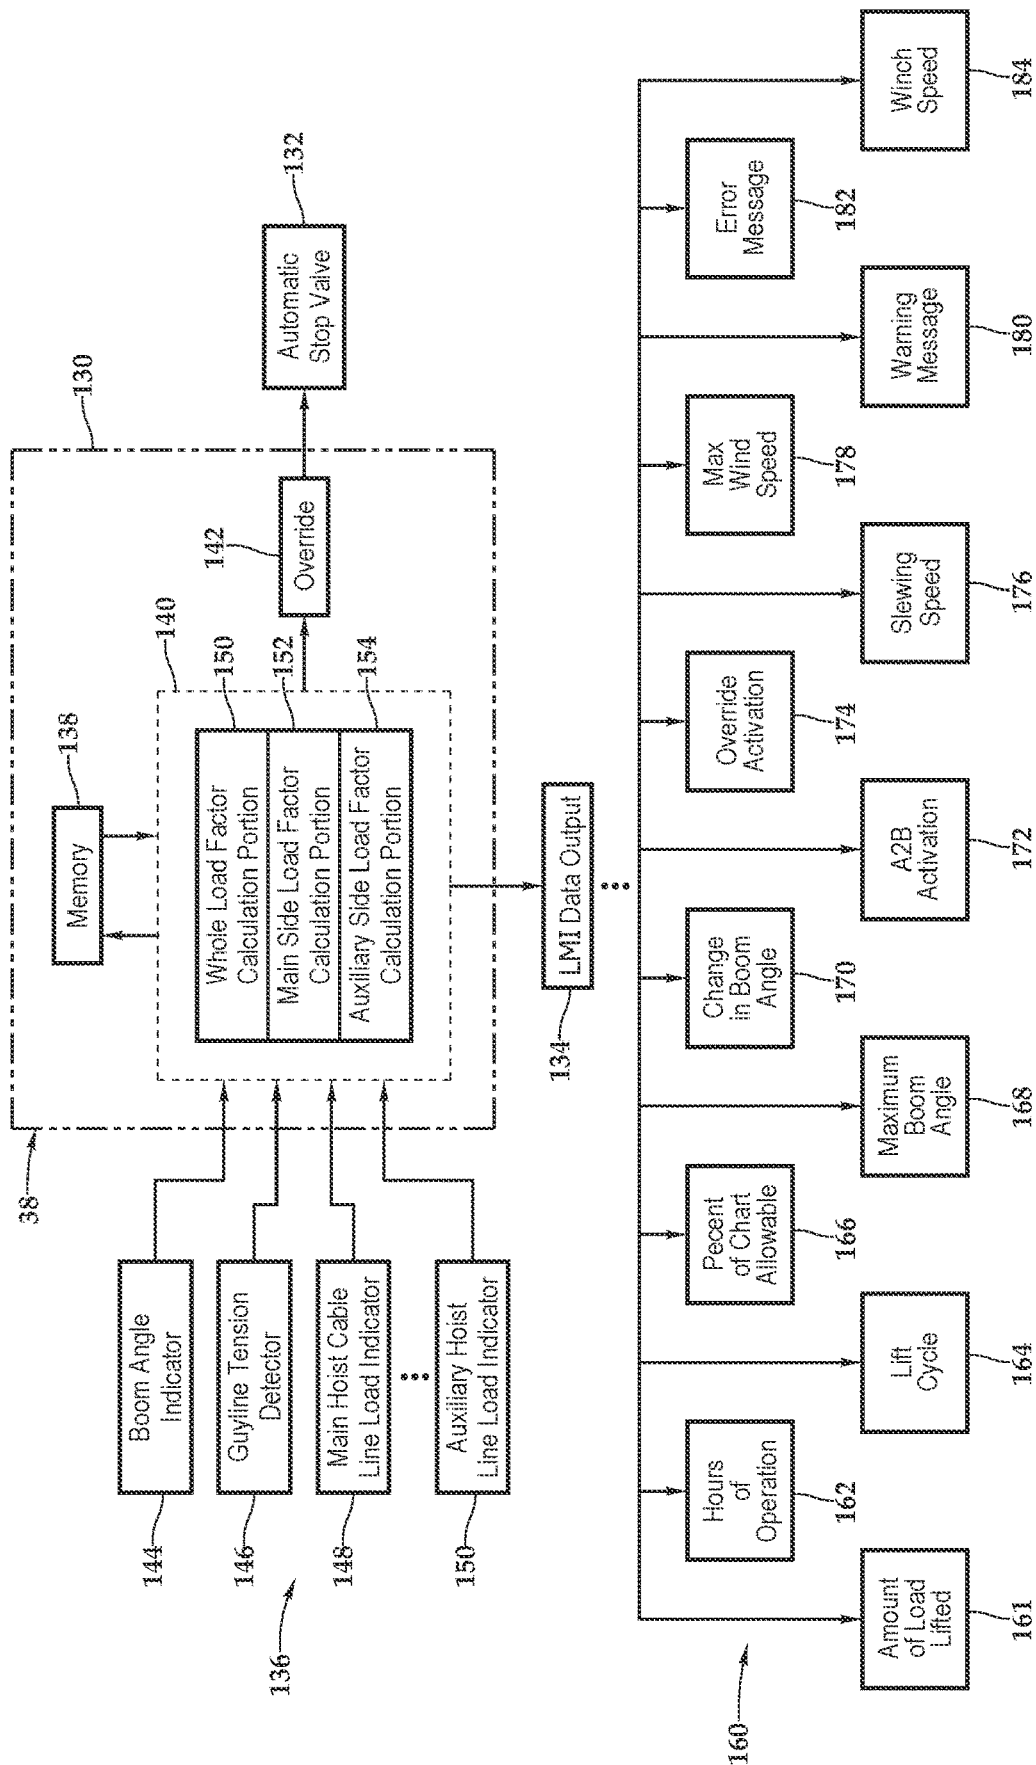 38
130
Memory
138
140
Whole Load Factor
Calculation Portion
150
Main Side Load Factor
Calculation Portion
152
Auxiliary Side Load Factor
Calculation Portion
154
142
Override
Automatic
Stop Valve
132
Boom Angle
Indicator
144
Guyline Tension
Detector
146
Main Hoist Cable
Line Load Indicator
148
Auxiliary Hoist
Line Load Indicator
150
136
134
LMI Data Output
160
Amount
of Load
Lifted
161
Hours
of
Operation
162
Lift
Cycle
164
Pecent
of Chart
Allowable
166
Maximum
Boom
Angle
168
Change
in Boom
Angle
170
A2B
Activation
172
Override
Activation
174
Slewing
Speed
176
Max
Wind
Speed
178
Warning
Message
180
Error
Message
182
Winch
Speed
184